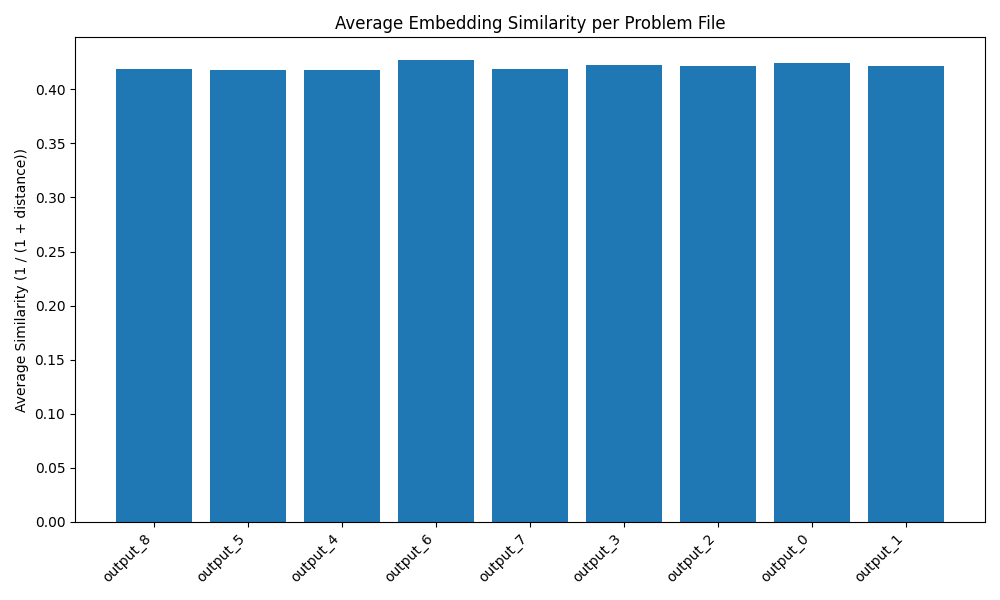 Average Embedding Similarity per Problem File
Average Similarity (1 / (1 + distance))
0.40
0.35
0.30
0.25
0.20
0.15
0.10
0.05
0.00
output_8
output_5
output_4
output_6
output_7
output_3
output_2
output_0
output_1